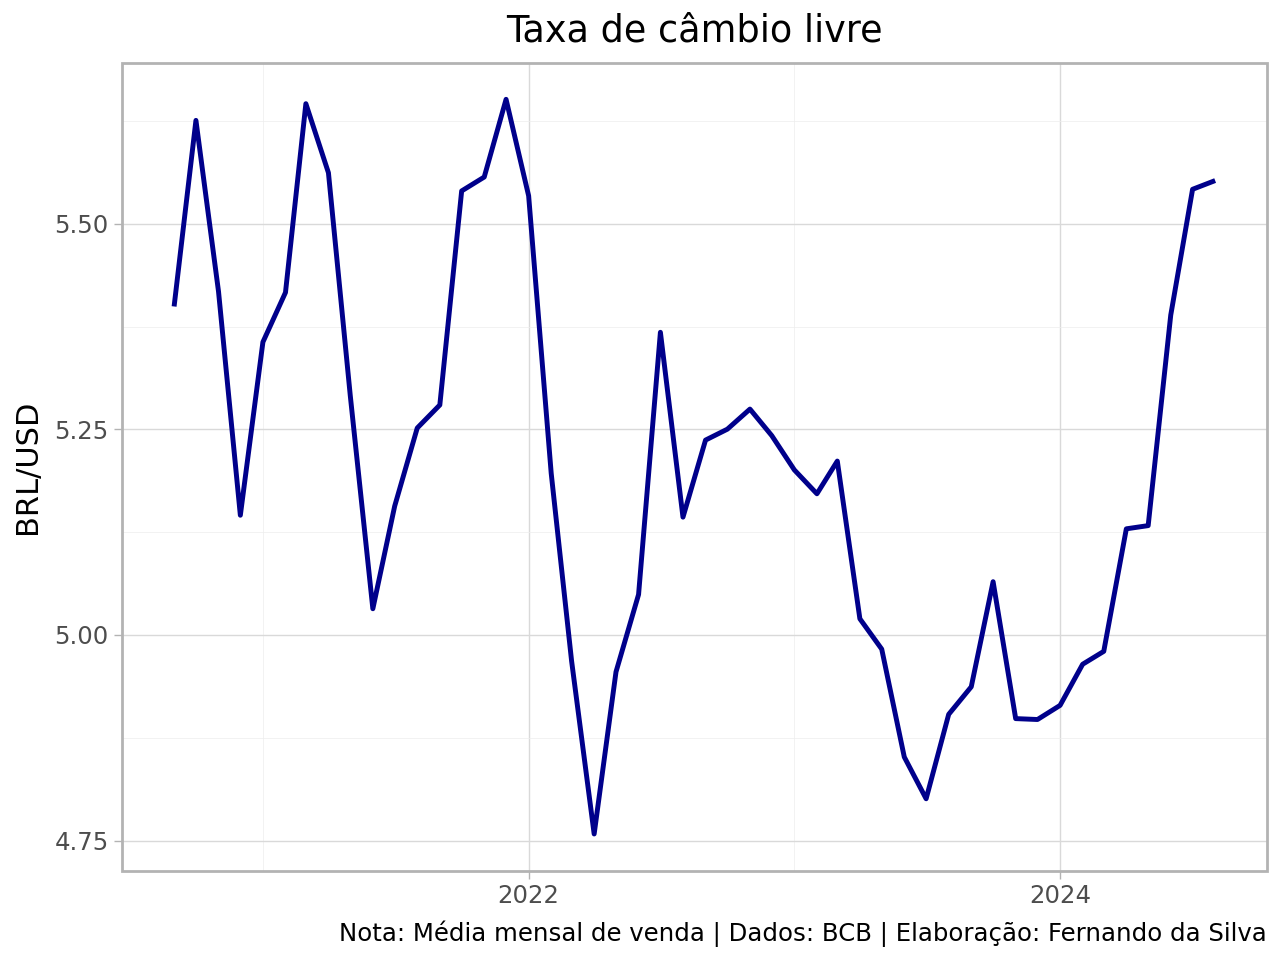 Taxa de câmbio livre
BRL/USD
5.50
5.25
5.00
4.75
2022
2024
Nota: Média mensal de venda | Dados: BCB | Elaboração: Fernando da Silva